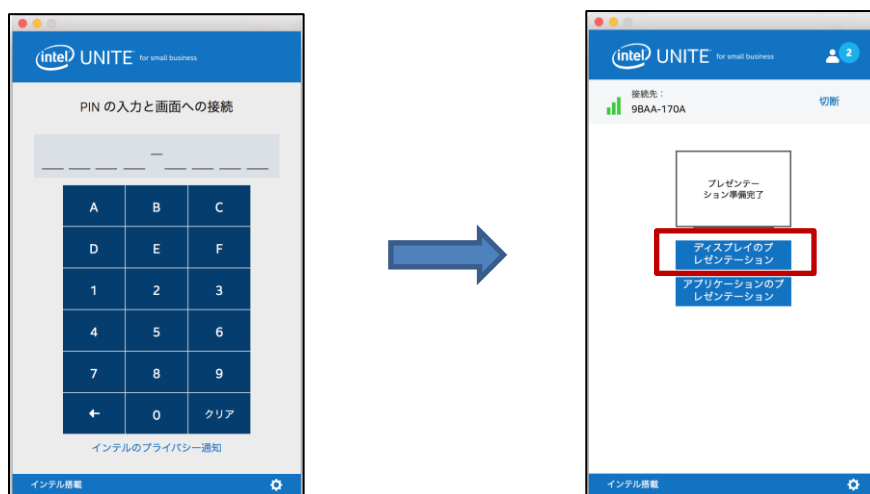 intel UNITE for small business
PIN の入力と画面への接続
_ _ _ _ – _ _ _ _
A B C
D E F
1 2 3
4 5 6
7 8 9
← 0 クリア
インテルのプライバシー通知
インテル搭載
intel UNITE for small business
2
接続先：
9BAA-170A
切断
プレゼンテー
ション準備完了
ディスプレイのプ
レゼンテーション
アプリケーションのプ
レゼンテーション
インテル搭載